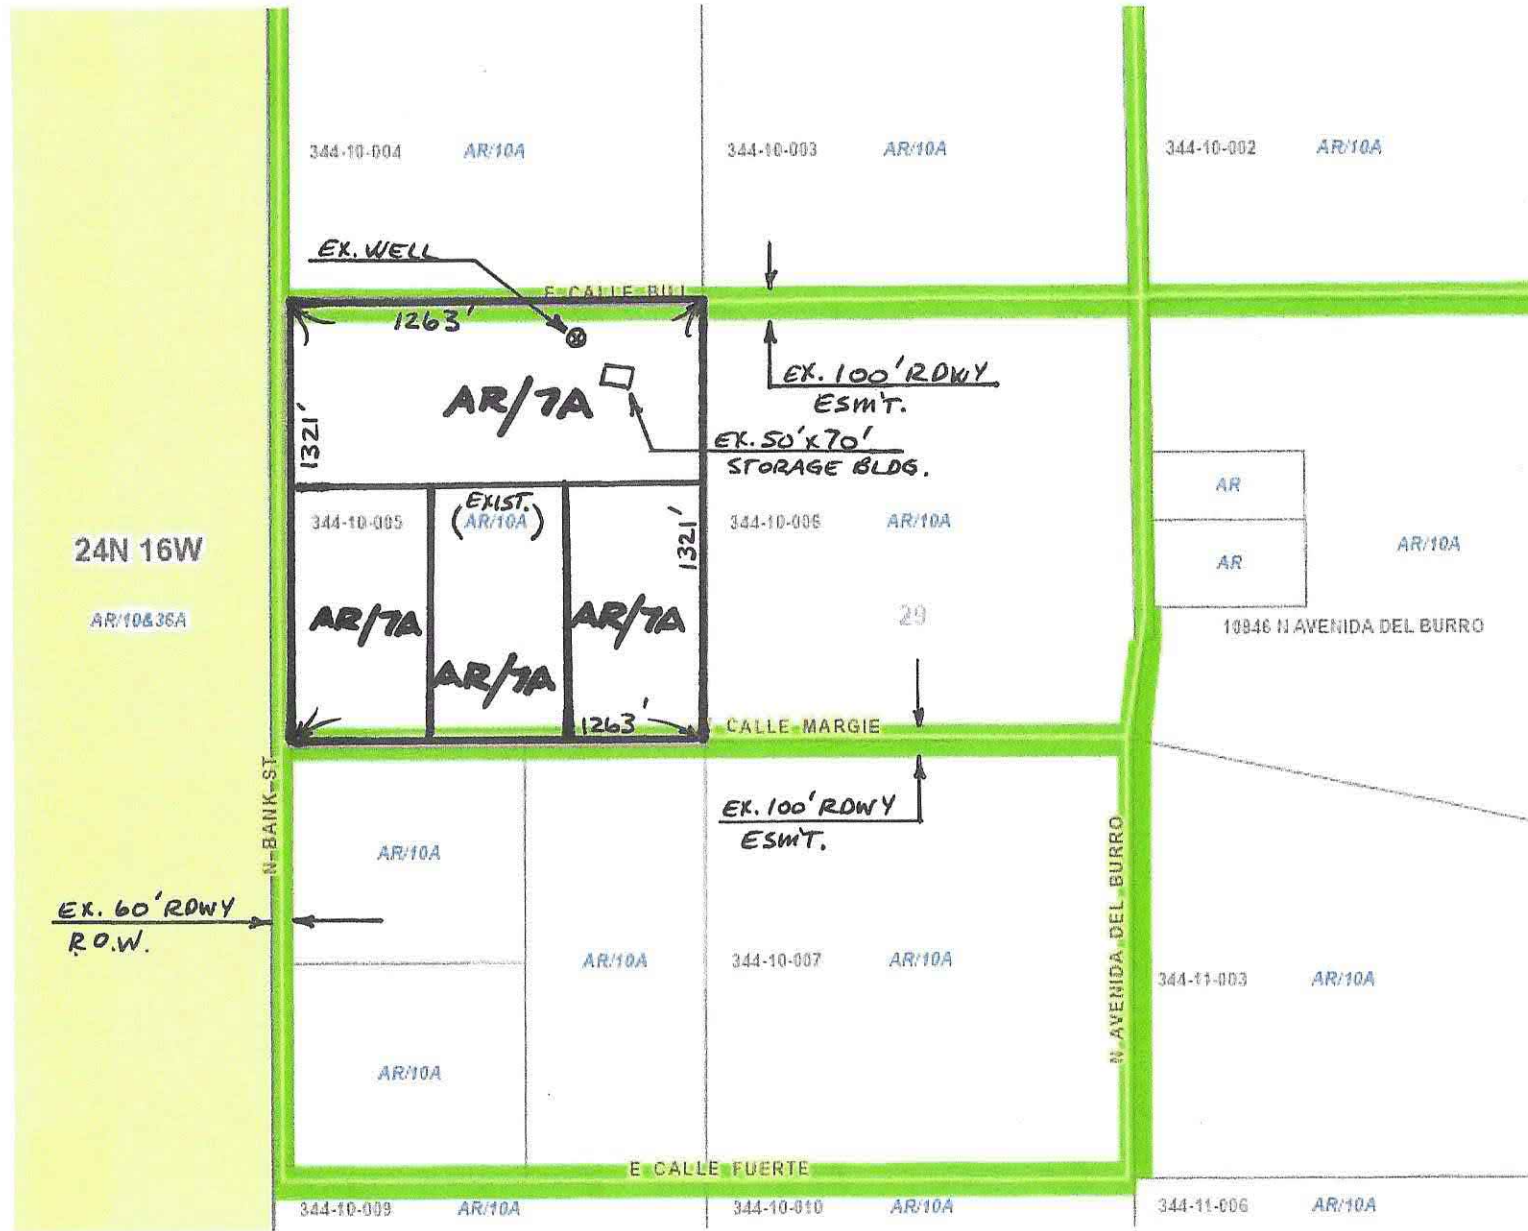 344-10-004
AR/10A
344-10-003
AR/10A
344-10-002
AR/10A
EX. WELL
E CALLE BILL
1263'
EX. 100' RDWY
ESM'T.
AR/7A
1321'
EX. 50'x70'
STORAGE BLDG.
344-10-005
(EXIST.
AR/10A)
1321'
344-10-006
AR/10A
AR
AR
AR/10A
24N 16W
AR/10&36A
AR/7A
AR/7A
AR/7A
29
10846 N AVENIDA DEL BURRO
1263'
CALLE MARGIE
N BANK ST
EX. 100' RDWY
ESM'T.
AR/10A
EX. 60' RDWY
R.O.W.
AR/10A
344-10-007
AR/10A
N AVENIDA DEL BURRO
344-11-003
AR/10A
AR/10A
E CALLE FUERTE
344-10-009
AR/10A
344-10-010
AR/10A
344-11-006
AR/10A